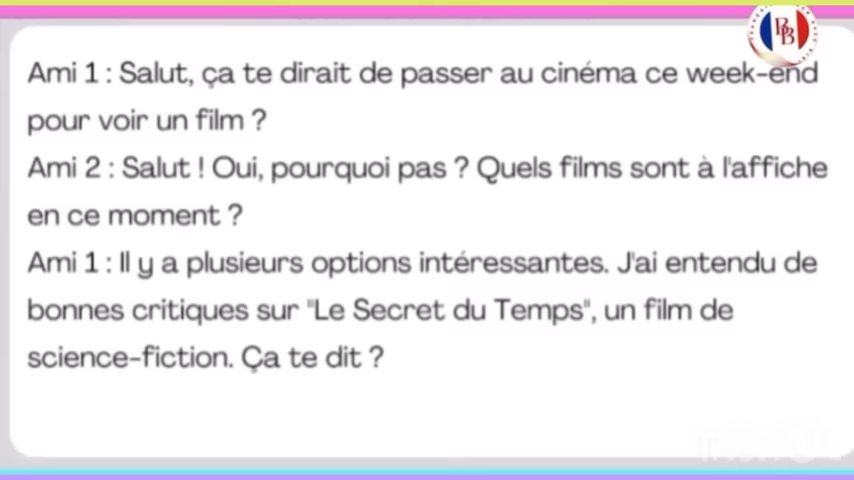 Ami 1 : Salut, ça te dirait de passer au cinéma ce week-end
pour voir un film ?
Ami 2 : Salut ! Oui, pourquoi pas ? Quels films sont à l'affiche
en ce moment ?
Ami 1 : Il y a plusieurs options intéressantes. J'ai entendu de
bonnes critiques sur "Le Secret du Temps", un film de
science-fiction. Ça te dit ?